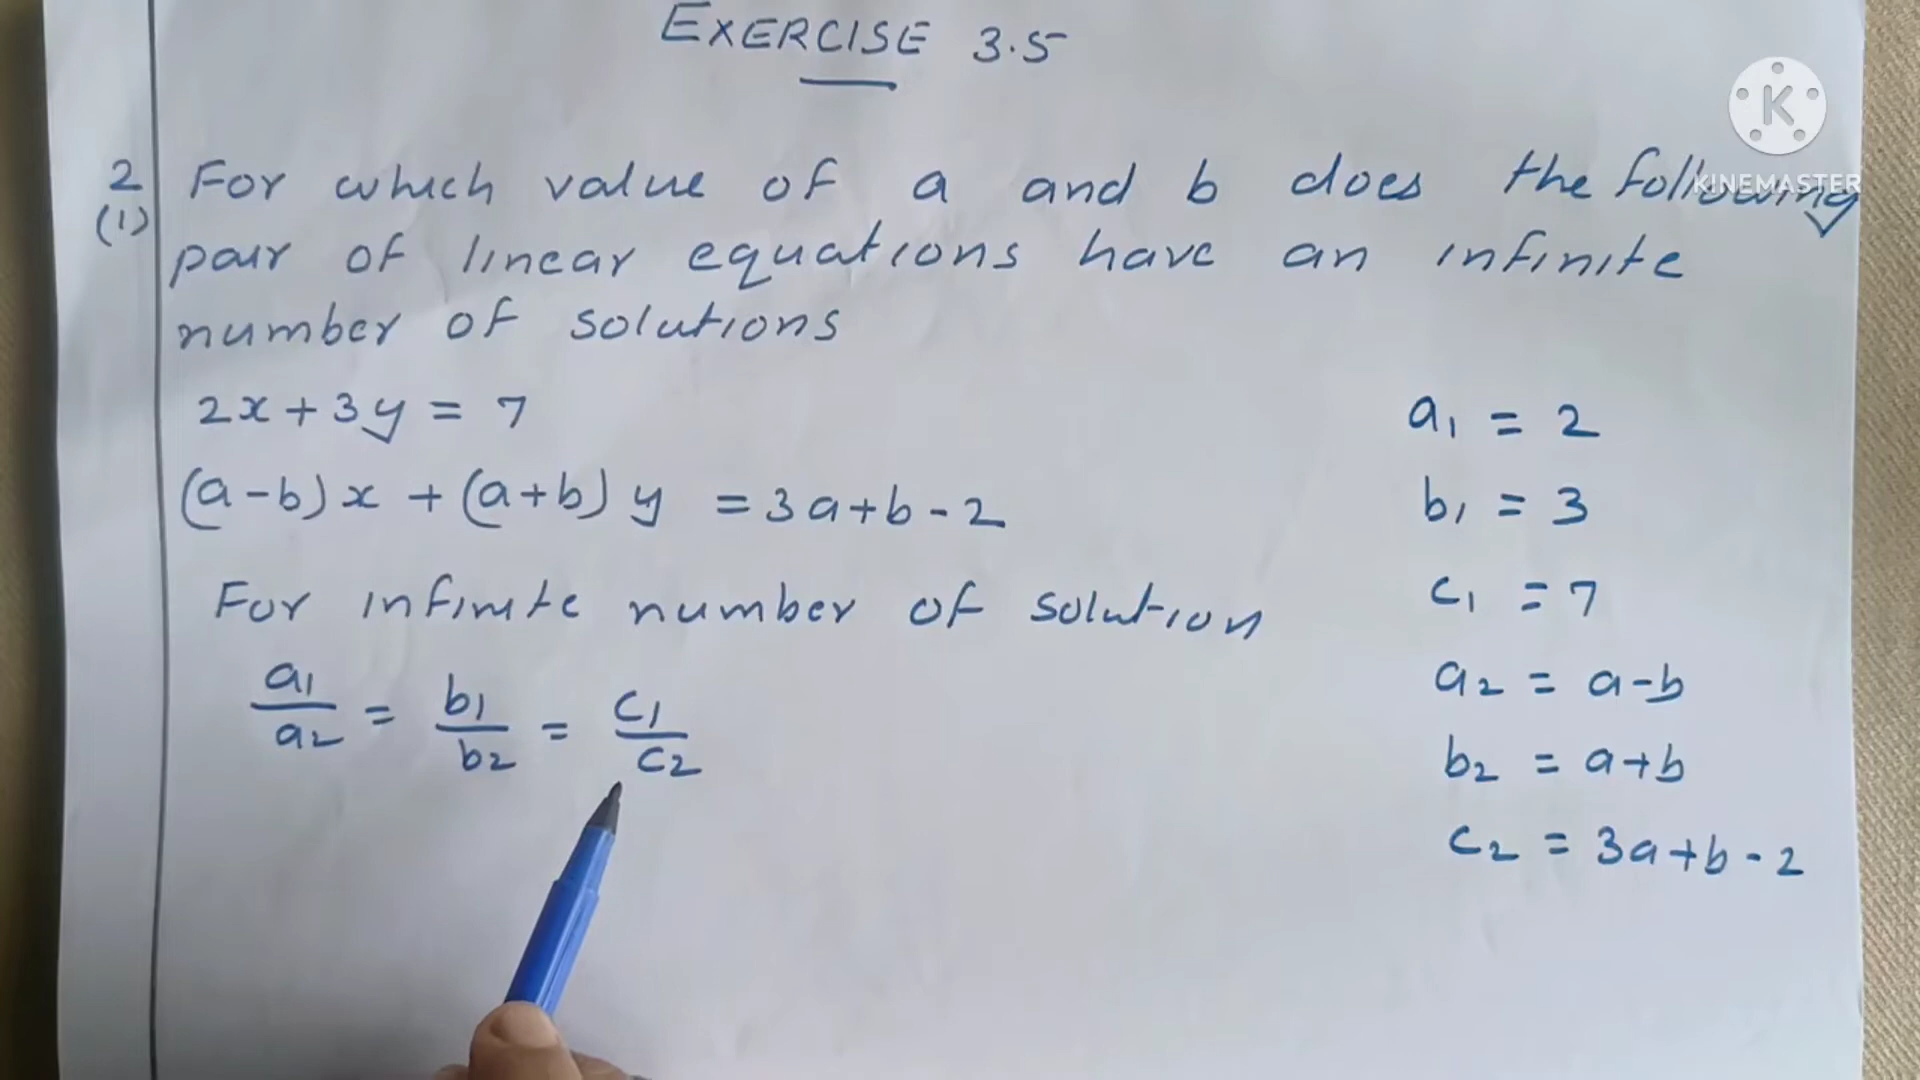 EXERCISE 3.5
K
KINEMASTER
2 For which value of a and b does the following
(1)
pair of linear equations have an infinite
number of solutions
2x + 3y = 7
(a-b)x + (a+b)y = 3a+b-2
For infinite number of solution
a1/a2 = b1/b2 = c1/c2
a1 = 2
b1 = 3
c1 = 7
a2 = a-b
b2 = a+b
c2 = 3a+b-2